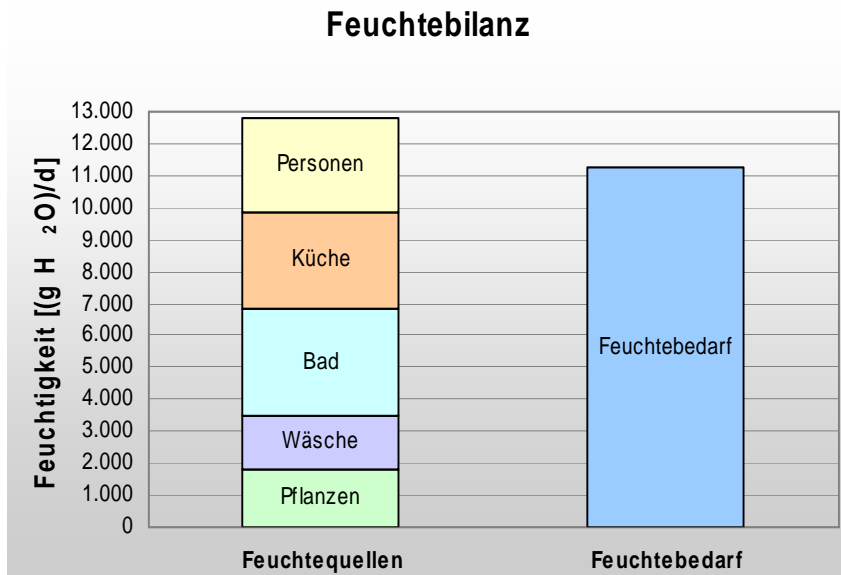 Feuchtebilanz
Feuchtigkeit [(g H 2O)/d]
13.000
12.000
11.000
10.000
9.000
8.000
7.000
6.000
5.000
4.000
3.000
2.000
1.000
0
Personen
Küche
Bad
Wäsche
Pflanzen
Feuchtebedarf
Feuchtequellen
Feuchtebedarf